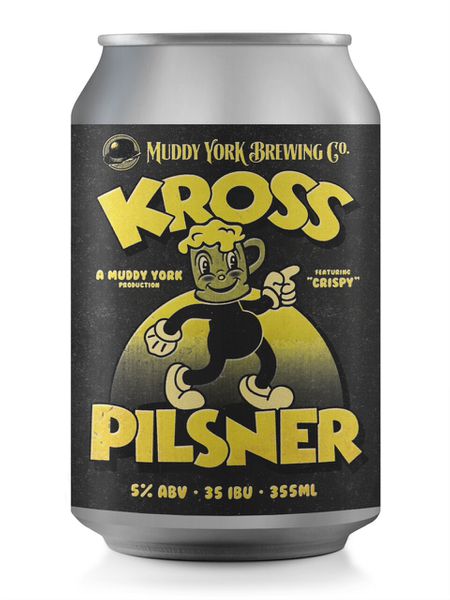 MUDDY YORK BREWING CO.
KROSS
A MUDDY YORK
PRODUCTION
FEATURING
"CRISPY"
PILSNER
5% ABV • 35 IBU • 355ML